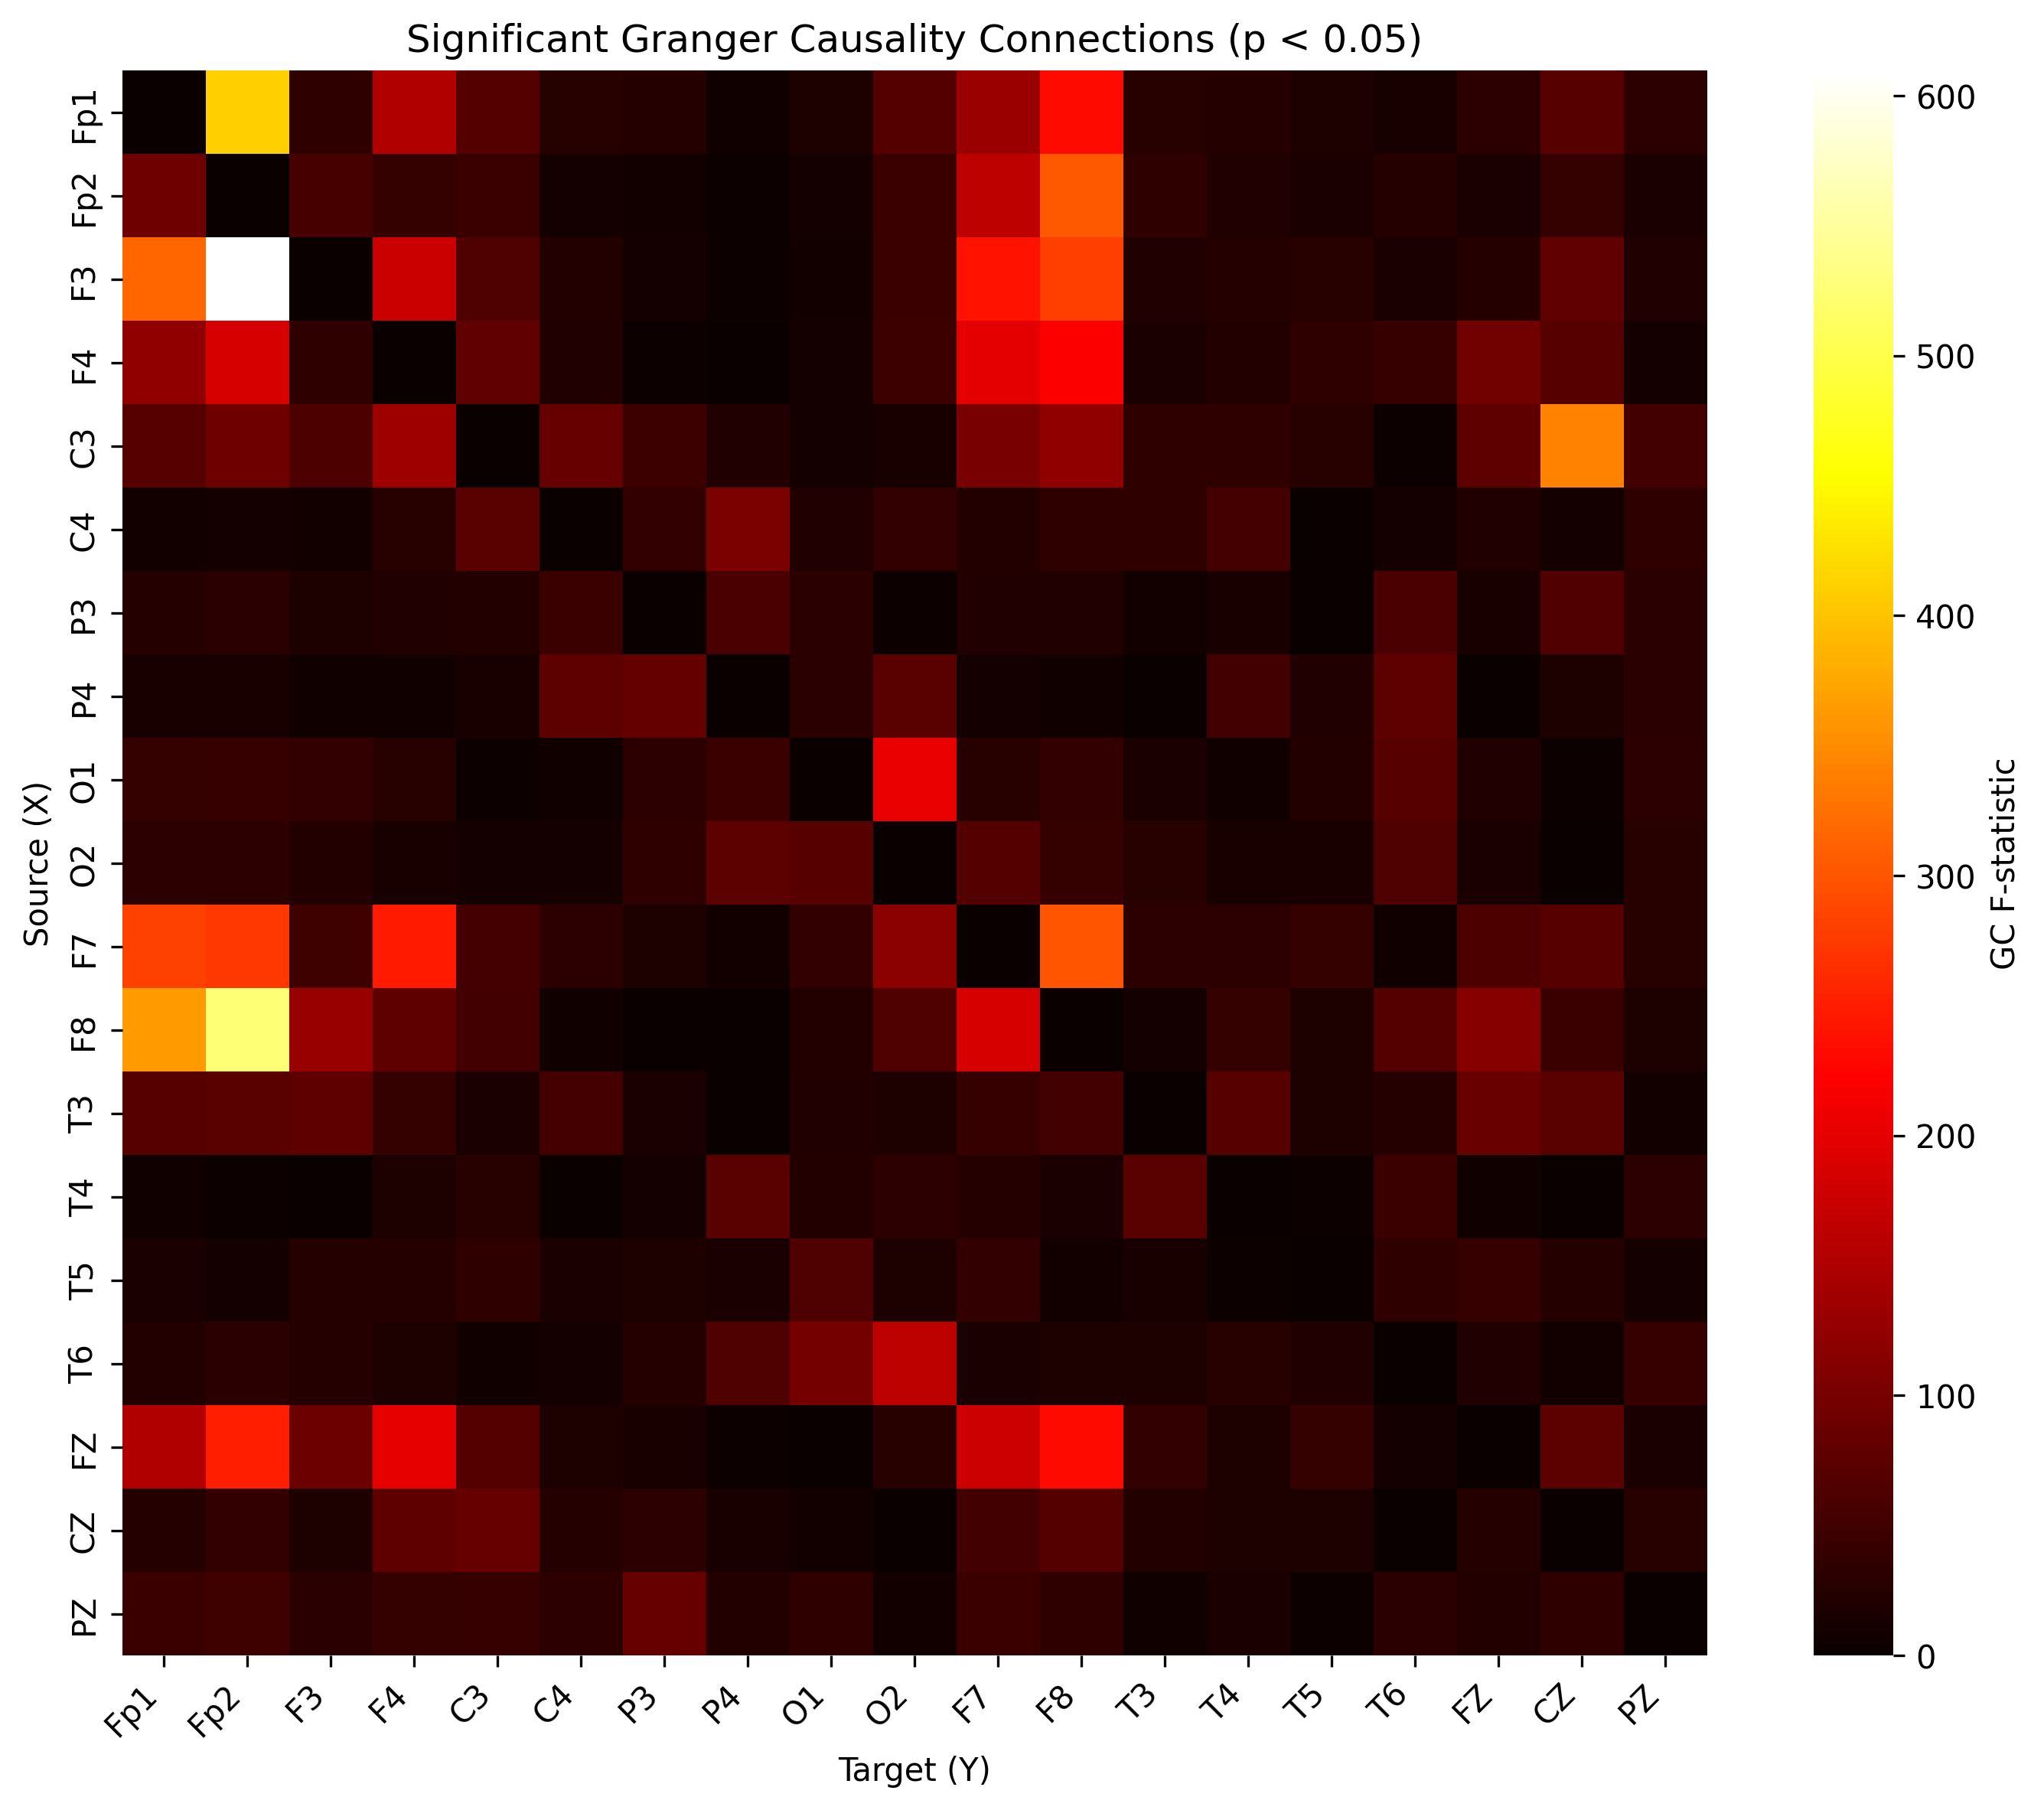 Significant Granger Causality Connections (p < 0.05)
Source (X)
Fp1
Fp2
F3
F4
C3
C4
P3
P4
O1
O2
F7
F8
T3
T4
T5
T6
FZ
CZ
PZ
Fp1 Fp2 F3 F4 C3 C4 P3 P4 O1 O2 F7 F8 T3 T4 T5 T6 FZ CZ PZ
Target (Y)
600
500
400
300
200
100
0
GC F-statistic